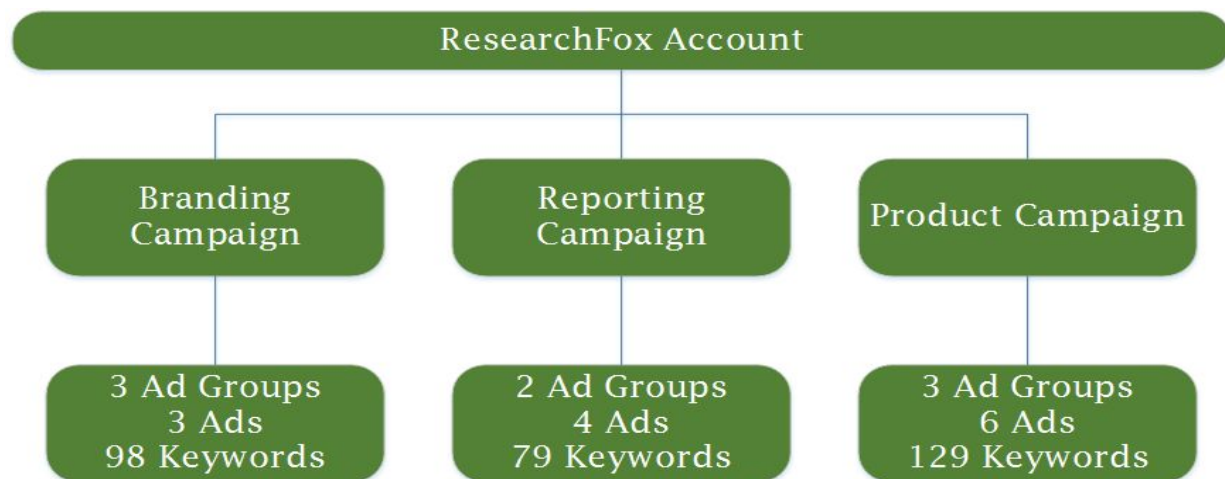 ResearchFox Account
Branding
Campaign
Reporting
Campaign
Product Campaign
3 Ad Groups
3 Ads
98 Keywords
2 Ad Groups
4 Ads
79 Keywords
3 Ad Groups
6 Ads
129 Keywords